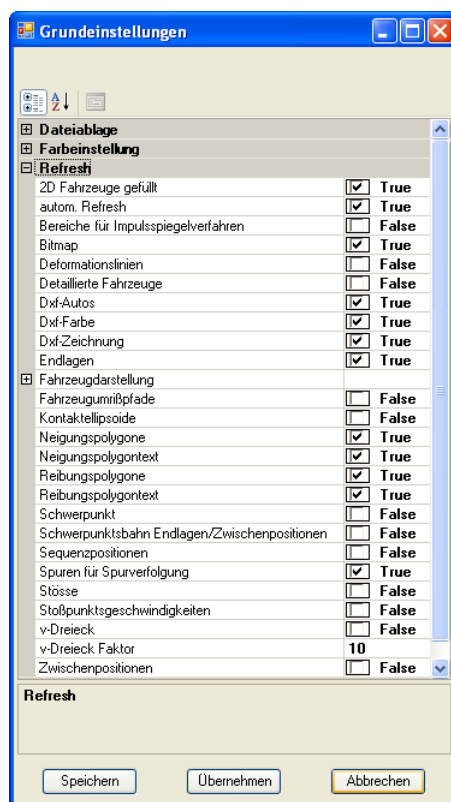 Grundeinstellungen
Dateiablage
Farbeinstellung
Refresh
2D Fahrzeuge gefüllt True
autom. Refresh True
Bereiche für Impulsspiegelverfahren False
Bitmap True
Deformationslinien False
Detaillierte Fahrzeuge False
Dxf-Autos True
Dxf-Farbe True
Dxf-Zeichnung True
Endlagen True
Fahrzeugdarstellung
Fahrzeugumrißpfade False
Kontaktellipsoide False
Neigungspolygone True
Neigungspolygontext True
Reibungspolygone True
Reibungspolygontext True
Schwerpunkt False
Schwerpunktsbahn Endlagen/Zwischenpositionen False
Sequenzpositionen False
Spuren für Spurverfolgung True
Stösse False
Stoßpunktsgeschwindigkeiten False
v-Dreieck False
v-Dreieck Faktor 10
Zwischenpositionen False
Refresh
Speichern Übernehmen Abbrechen